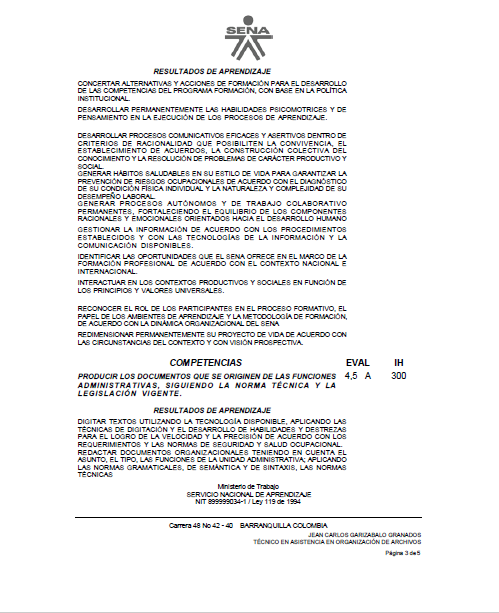 SENA
RESULTADOS DE APRENDIZAJE
CONCERTAR ALTERNATIVAS Y ACCIONES DE FORMACIÓN PARA EL DESARROLLO
DE LAS COMPETENCIAS DEL PROGRAMA FORMACIÓN, CON BASE EN LA POLÍTICA
INSTITUCIONAL.
DESARROLLAR PERMANENTEMENTE LAS HABILIDADES PSICOMOTRICES Y DE
PENSAMIENTO EN LA EJECUCIÓN DE LOS PROCESOS DE APRENDIZAJE.
DESARROLLAR PROCESOS COMUNICATIVOS EFICACES Y ASERTIVOS DENTRO DE
CRITERIOS DE RACIONALIDAD QUE POSIBILITEN LA CONVIVENCIA, EL
ESTABLECIMIENTO DE ACUERDOS, LA CONSTRUCCIÓN COLECTIVA DEL
CONOCIMIENTO Y LA RESOLUCIÓN DE PROBLEMAS DE CARÁCTER PRODUCTIVO Y
SOCIAL.
GENERAR HÁBITOS SALUDABLES EN SU ESTILO DE VIDA PARA GARANTIZAR LA
PREVENCIÓN DE RIESGOS OCUPACIONALES DE ACUERDO CON EL DIAGNÓSTICO
DE SU CONDICIÓN FÍSICA INDIVIDUAL Y LA NATURALEZA Y COMPLEJIDAD DE SU
DESEMPEÑO LABORAL.
GENERAR PROCESOS AUTÓNOMOS Y DE TRABAJO COLABORATIVO
PERMANENTES, FORTALECIENDO EL EQUILIBRIO DE LOS COMPONENTES
RACIONALES Y EMOCIONALES ORIENTADOS HACIA EL DESARROLLO HUMANO
GESTIONAR LA INFORMACIÓN DE ACUERDO CON LOS PROCEDIMIENTOS
ESTABLECIDOS Y CON LAS TECNOLOGÍAS DE LA INFORMACIÓN Y LA
COMUNICACIÓN DISPONIBLES.
IDENTIFICAR LAS OPORTUNIDADES QUE EL SENA OFRECE EN EL MARCO DE LA
FORMACIÓN PROFESIONAL DE ACUERDO CON EL CONTEXTO NACIONAL E
INTERNACIONAL.
INTERACTUAR EN LOS CONTEXTOS PRODUCTIVOS Y SOCIALES EN FUNCIÓN DE
LOS PRINCIPIOS Y VALORES UNIVERSALES.
RECONOCER EL ROL DE LOS PARTICIPANTES EN EL PROCESO FORMATIVO, EL
PAPEL DE LOS AMBIENTES DE APRENDIZAJE Y LA METODOLOGÍA DE FORMACIÓN,
DE ACUERDO CON LA DINÁMICA ORGANIZACIONAL DEL SENA
REDIMENSIONAR PERMANENTEMENTE SU PROYECTO DE VIDA DE ACUERDO CON
LAS CIRCUNSTANCIAS DEL CONTEXTO Y CON VISIÓN PROSPECTIVA.
COMPETENCIAS EVAL IH
PRODUCIR LOS DOCUMENTOS QUE SE ORIGINEN DE LAS FUNCIONES 4,5 A 300
ADMINISTRATIVAS, SIGUIENDO LA NORMA TÉCNICA Y LA
LEGISLACIÓN VIGENTE.
RESULTADOS DE APRENDIZAJE
DIGITAR TEXTOS UTILIZANDO LA TECNOLOGÍA DISPONIBLE, APLICANDO LAS
TÉCNICAS DE DIGITACIÓN Y EL DESARROLLO DE HABILIDADES Y DESTREZAS
PARA EL LOGRO DE LA VELOCIDAD Y LA PRECISIÓN DE ACUERDO CON LOS
REQUERIMIENTOS Y LAS NORMAS DE SEGURIDAD Y SALUD OCUPACIONAL.
REDACTAR DOCUMENTOS ORGANIZACIONALES TENIENDO EN CUENTA EL
ASUNTO, EL TIPO, LAS FUNCIONES DE LA UNIDAD ADMINISTRATIVA; APLICANDO
LAS NORMAS GRAMATICALES, DE SEMÁNTICA Y DE SINTAXIS, LAS NORMAS
TÉCNICAS
Ministerio de Trabajo
SERVICIO NACIONAL DE APRENDIZAJE
NIT 899999034-1 / Ley 119 de 1994
Carrera 48 No 42 - 40 BARRANQUILLA COLOMBIA
JEAN CARLOS GARIZABALO GRANADOS
TÉCNICO EN ASISTENCIA EN ORGANIZACIÓN DE ARCHIVOS
Página 3 de 5